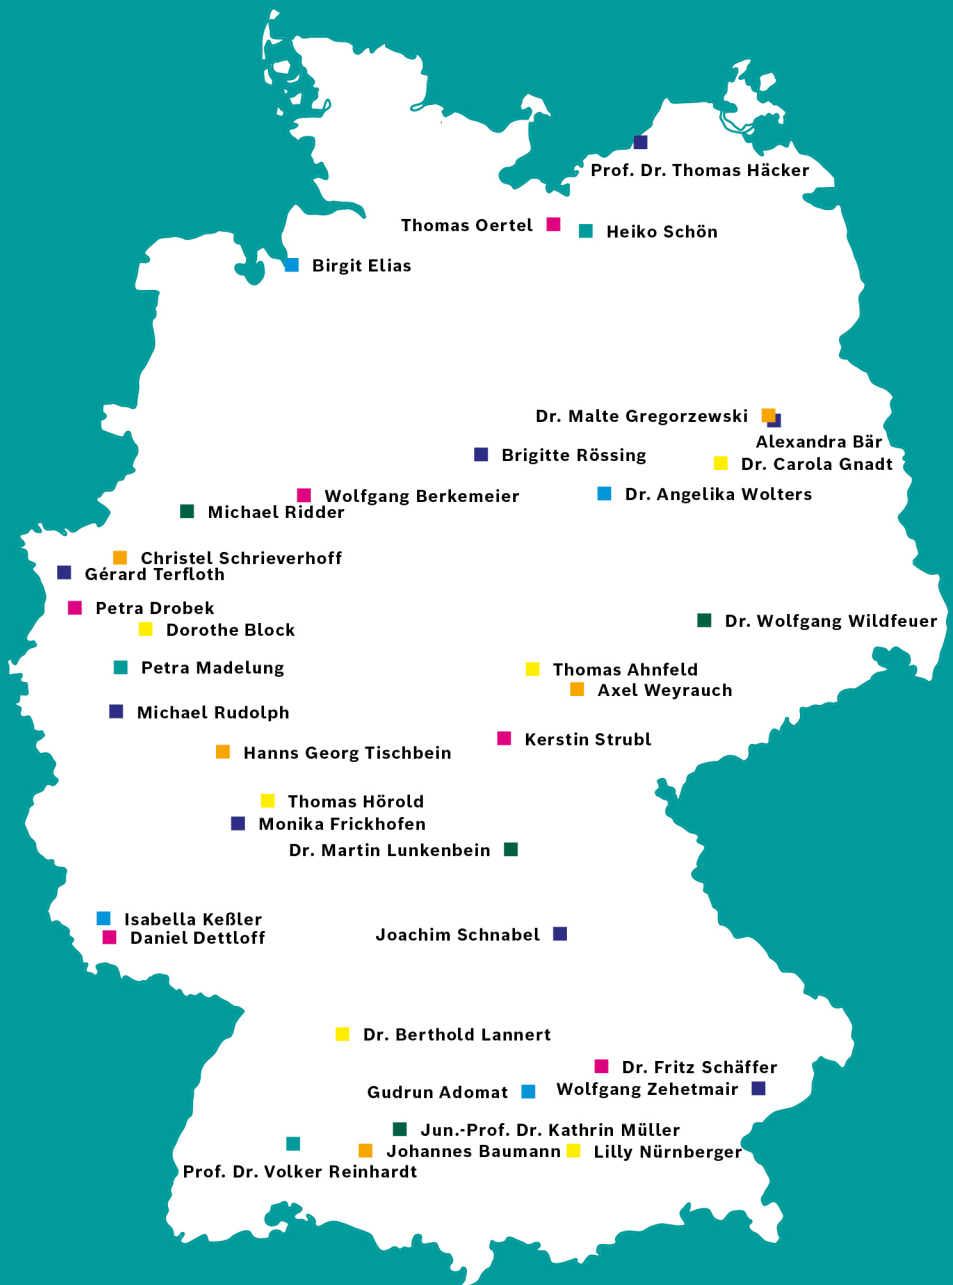 Prof. Dr. Thomas Häcker
Thomas Oertel
Heiko Schön
Birgit Elias
Dr. Malte Gregorzewski
Alexandra Bär
Brigitte Rössing
Dr. Carola Gnadt
Wolfgang Berkemeier
Dr. Angelika Wolters
Michael Ridder
Christel Schrieverhoff
Gérard Terfloth
Petra Drobek
Dr. Wolfgang Wildfeuer
Dorothe Block
Petra Madelung
Thomas Ahnfeld
Axel Weyrauch
Michael Rudolph
Kerstin Strubl
Hanns Georg Tischbein
Thomas Hörold
Monika Frickhofen
Dr. Martin Lunkenbein
Isabella Keßler
Daniel Dettloff
Joachim Schnabel
Dr. Berthold Lannert
Dr. Fritz Schäffer
Wolfgang Zehetmair
Gudrun Adomat
Jun.-Prof. Dr. Kathrin Müller
Johannes Baumann
Lilly Nürnberger
Prof. Dr. Volker Reinhardt